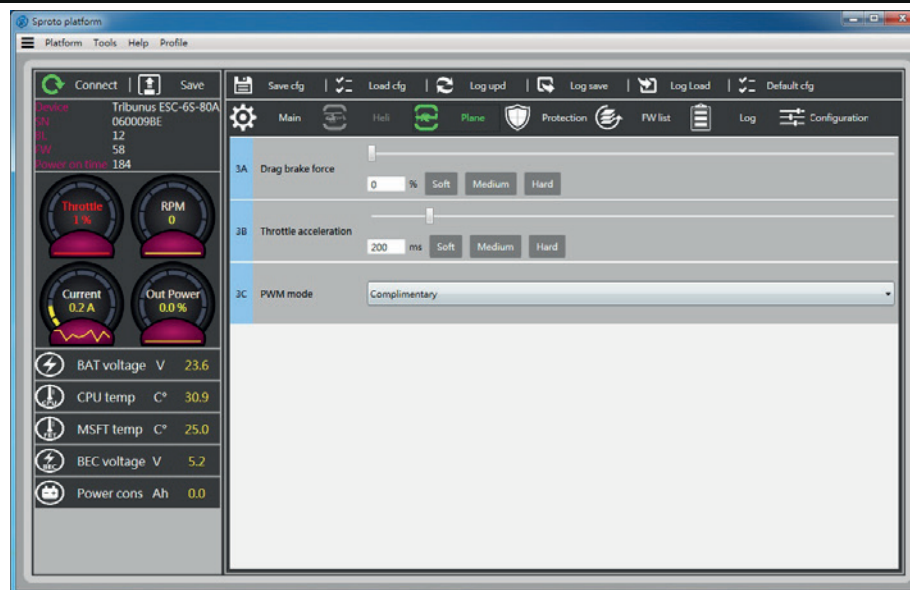 Sproto platform
Platform Tools Help Profile
Connect | Save
Save cfg | Load cfg | Log upd | Log save | Log Load | Default cfg
Device Tribunus ESC-6S-80A
SN 060009BE
12
FW 58
Power on time 184
Main Heli Plane Protection FW list Log Configuration
Throttle
1 %
RPM
0
Current
0.2 A
Out Power
0.0 %
BAT voltage V 23.6
CPU CPU temp C° 30.9
FET MSFT temp C° 25.0
BEC BEC voltage V 5.2
Power cons Ah 0.0
3A Drag brake force
0 % Soft Medium Hard
3B Throttle acceleration
200 ms Soft Medium Hard
3C PWM mode Complimentary